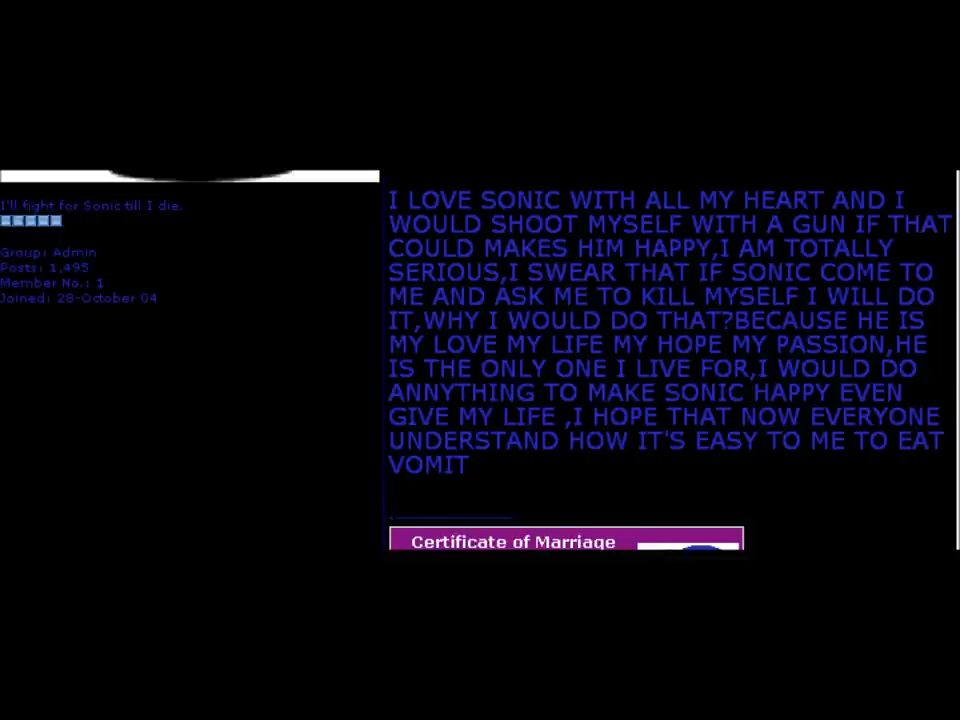 I'll fight for Sonic till I die.
Group: Admin
Posts: 1,495
Member No.: 1
Joined: 28-October 04
I LOVE SONIC WITH ALL MY HEART AND I
WOULD SHOOT MYSELF WITH A GUN IF THAT
COULD MAKES HIM HAPPY,I AM TOTALLY
SERIOUS,I SWEAR THAT IF SONIC COME TO
ME AND ASK ME TO KILL MYSELF I WILL DO
IT,WHY I WOULD DO THAT?BECAUSE HE IS
MY LOVE MY LIFE MY HOPE MY PASSION,HE
IS THE ONLY ONE I LIVE FOR,I WOULD DO
ANNYTHING TO MAKE SONIC HAPPY EVEN
GIVE MY LIFE ,I HOPE THAT NOW EVERYONE
UNDERSTAND HOW IT'S EASY TO ME TO EAT
VOMIT
Certificate of Marriage